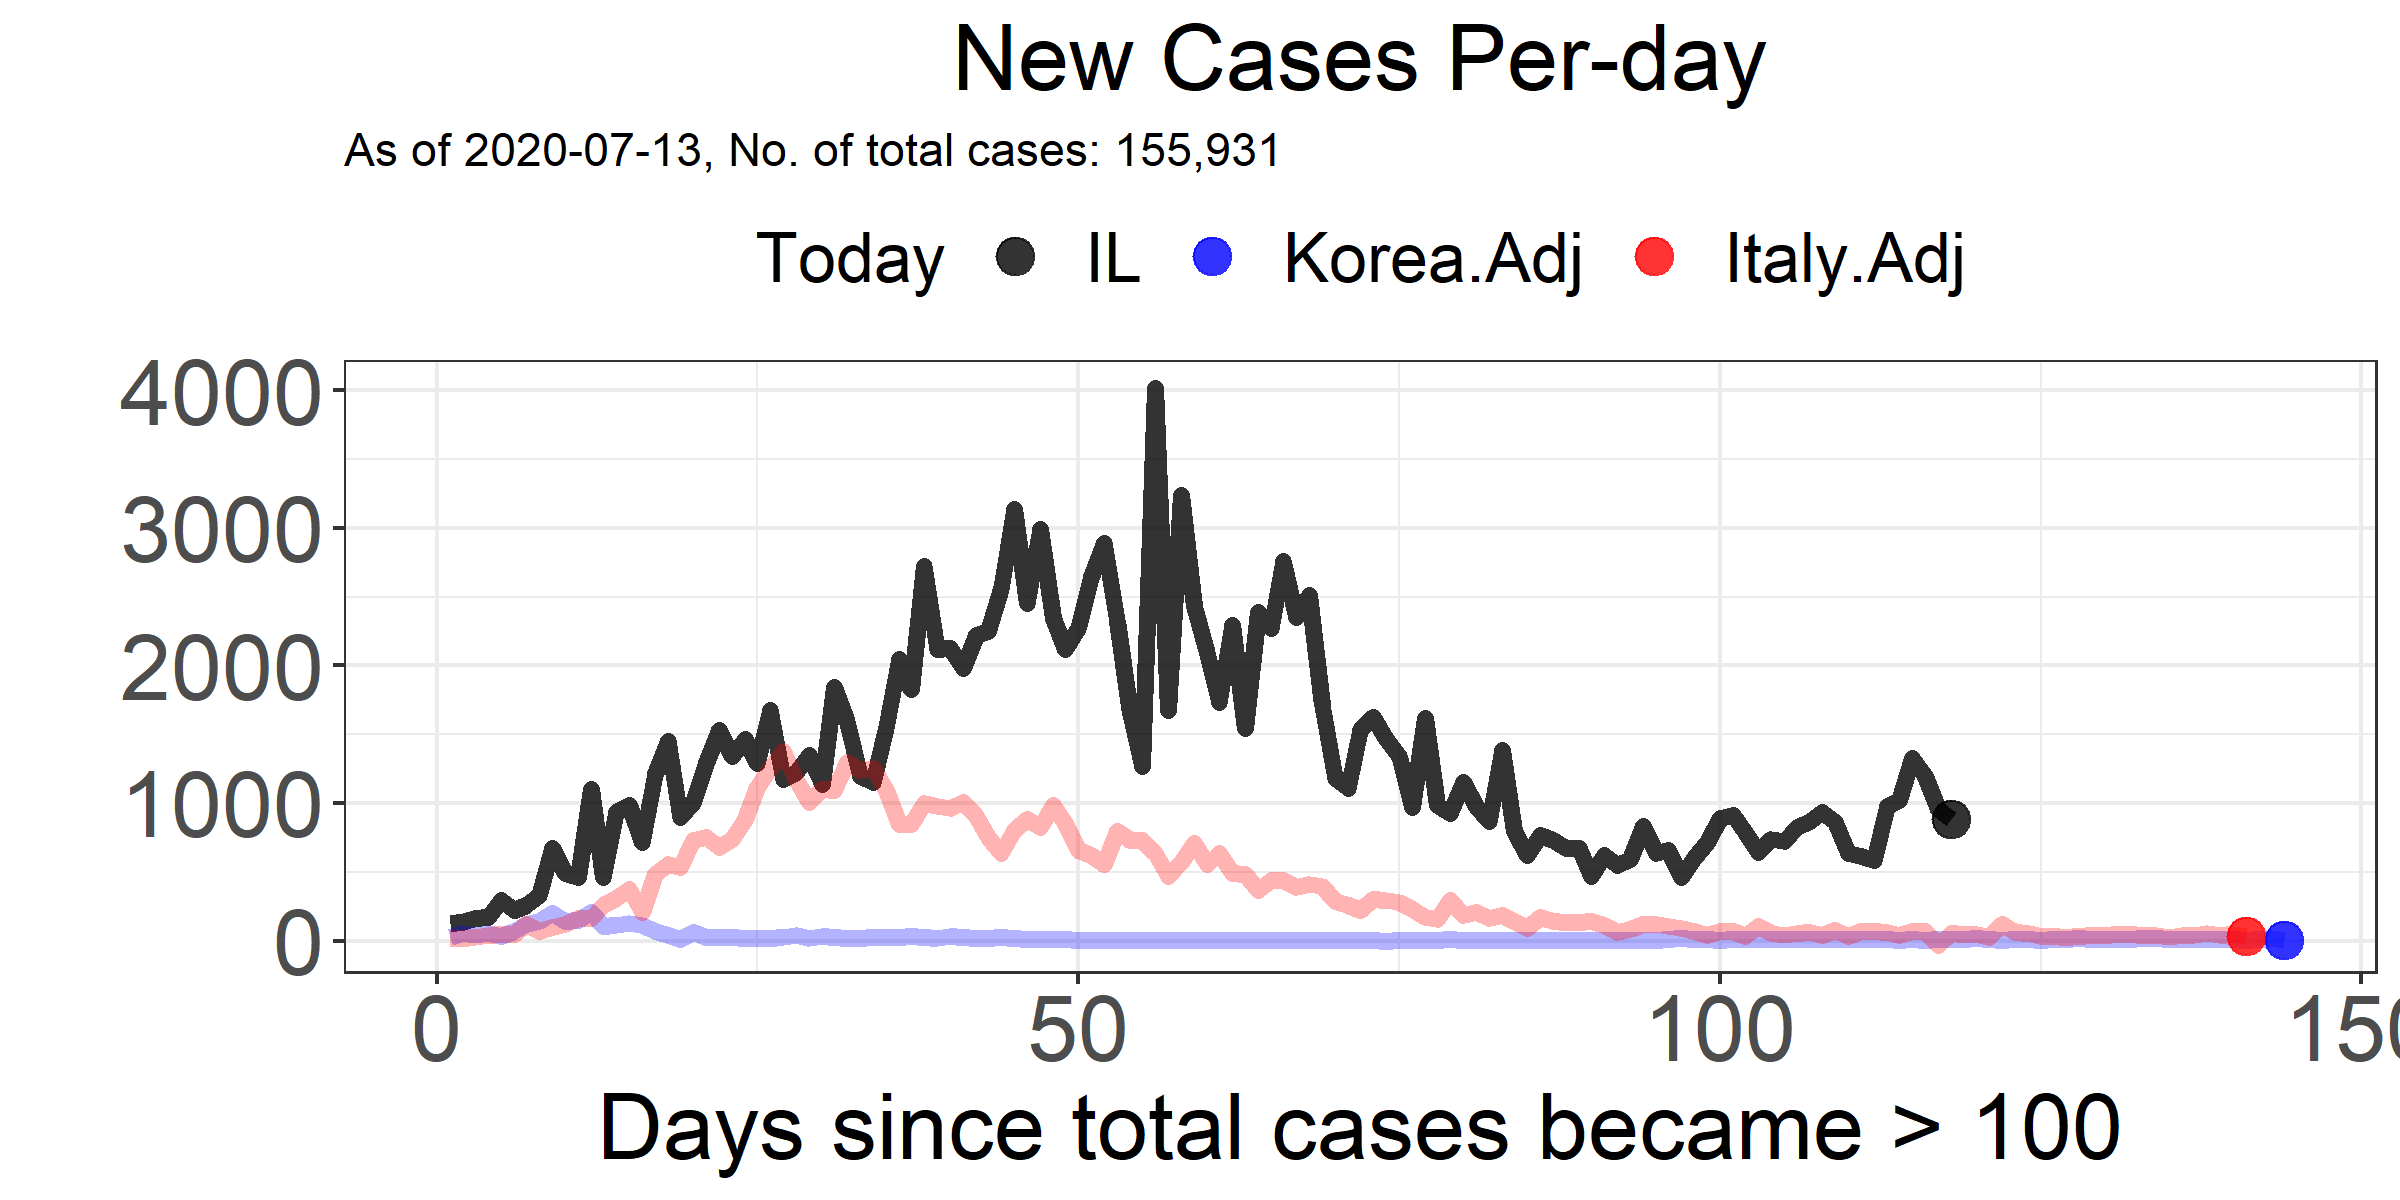 New Cases Per-day
As of 2020-07-13, No. of total cases: 155,931
Today IL Korea.Adj Italy.Adj
4000
3000
2000
1000
0
0 50 100 150
Days since total cases became > 100